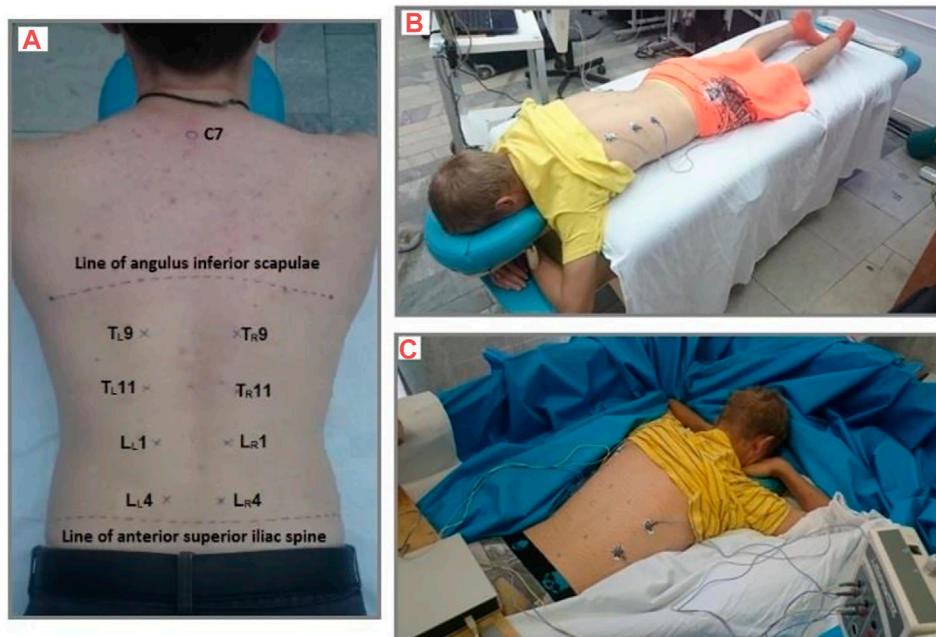 A
C7
Line of angulus inferior scapulae
TL9 TR9
TL11 TR11
LL1 LR1
LL4 LR4
Line of anterior superior iliac spine
B
C